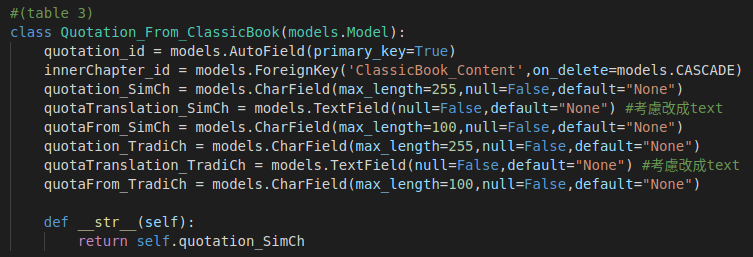 #(table 3)
class Quotation_From_ClassicBook(models.Model):
    quotation_id = models.AutoField(primary_key=True)
    innerChapter_id = models.ForeignKey('ClassicBook_Content',on_delete=models.CASCADE)
    quotation_SimCh = models.CharField(max_length=255,null=False,default="None")
    quotaTranslation_SimCh = models.TextField(null=False,default="None") #考慮改成text
    quotaFrom_SimCh = models.CharField(max_length=100,null=False,default="None")
    quotation_TradiCh = models.CharField(max_length=255,null=False,default="None")
    quotaTranslation_TradiCh = models.TextField(null=False,default="None") #考慮改成text
    quotaFrom_TradiCh = models.CharField(max_length=100,null=False,default="None")

    def __str__(self):
        return self.quotation_SimCh